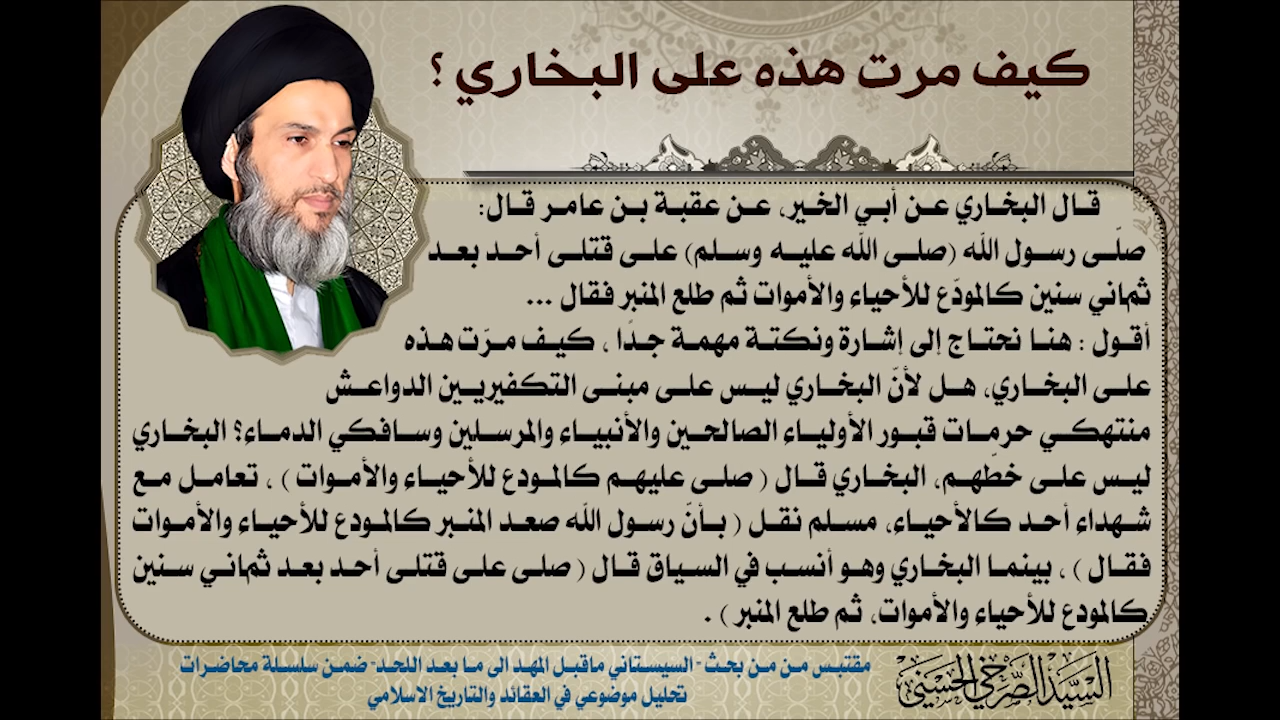 كيف مرت هذه على البخاري ؟
قال البخاري عن أبي الخير، عن عقبة بن عامر قال:
صلّى رسول الله (صلى الله عليه وسلم) على قتلى أحد بعد
ثماني سنين كالمودّع للأحياء والأموات ثم طلع المنبر فقال ...
أقول : هنا نحتاج إلى إشارة ونكتة مهمة جدًا ، كيف مرّت هذه
على البخاري، هل لأنّ البخاري ليس على مبنى التكفيريين الدواعش
منتهكي حرمات قبور الأولياء الصالحين والأنبياء والمرسلين وسافكي الدماء؟ البخاري
ليس على خطّهم، البخاري قال ( صلى عليهم كالمودع للأحياء والأموات ) ، تعامل مع
شهداء أحد كالأحياء، مسلم نقل ( بأنّ رسول الله صعد المنبر كالمودع للأحياء والأموات
فقال ) ، بينما البخاري وهو أنسب في السياق قال ( صلى على قتلى أحد بعد ثماني سنين
كالمودع للأحياء والأموات، ثم طلع المنبر ) .
مقتبس من من بحث - السيستاني ماقبل المهد الى ما بعد اللحد- ضمن سلسلة محاضرات
تحليل موضوعي في العقائد والتاريخ الاسلامي
السيد الصرخي الحسني